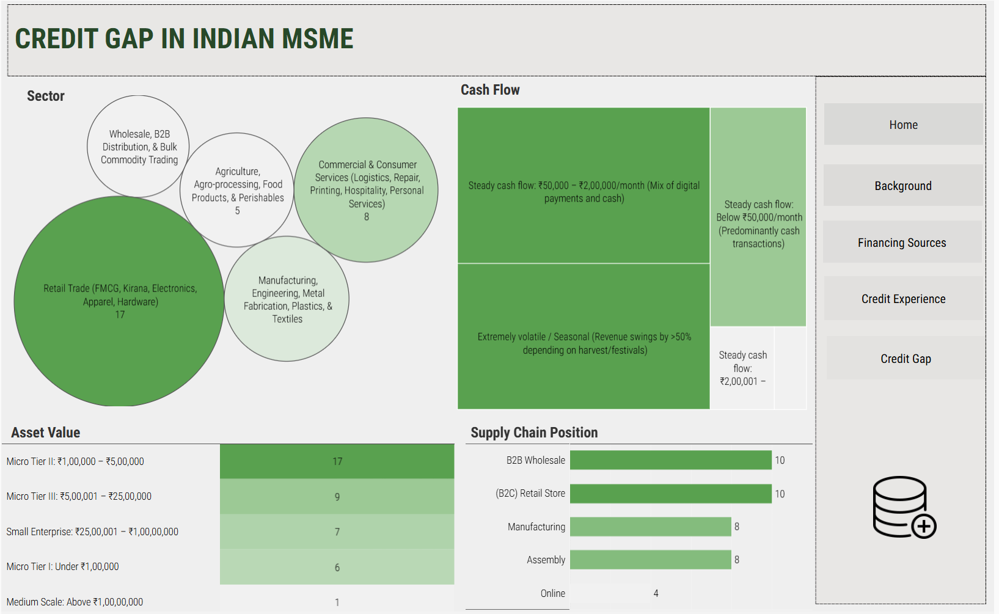 CREDIT GAP IN INDIAN MSME
Sector
Wholesale, B2B
Distribution, & Bulk
Commodity Trading
Agriculture,
Agro-processing, Food
Products, & Perishables
5
Commercial & Consumer
Services (Logistics, Repair,
Printing, Hospitality, Personal
Services)
8
Retail Trade (FMCG, Kirana, Electronics,
Apparel, Hardware)
17
Manufacturing,
Engineering, Metal
Fabrication, Plastics, &
Textiles
Cash Flow
Steady cash flow: ₹50,000 – ₹2,00,000/month (Mix of digital
payments and cash)
Steady cash flow:
Below ₹50,000/month
(Predominantly cash
transactions)
Extremely volatile / Seasonal (Revenue swings by >50%
depending on harvest/festivals)
Steady cash
flow:
₹2,00,001 –
Asset Value
Micro Tier II: ₹1,00,000 – ₹5,00,000 17
Micro Tier III: ₹5,00,001 – ₹25,00,000 9
Small Enterprise: ₹25,00,001 – ₹1,00,00,000 7
Micro Tier I: Under ₹1,00,000 6
Medium Scale: Above ₹1,00,00,000 1
Supply Chain Position
B2B Wholesale 10
(B2C) Retail Store 10
Manufacturing 8
Assembly 8
Online 4
Home
Background
Financing Sources
Credit Experience
Credit Gap